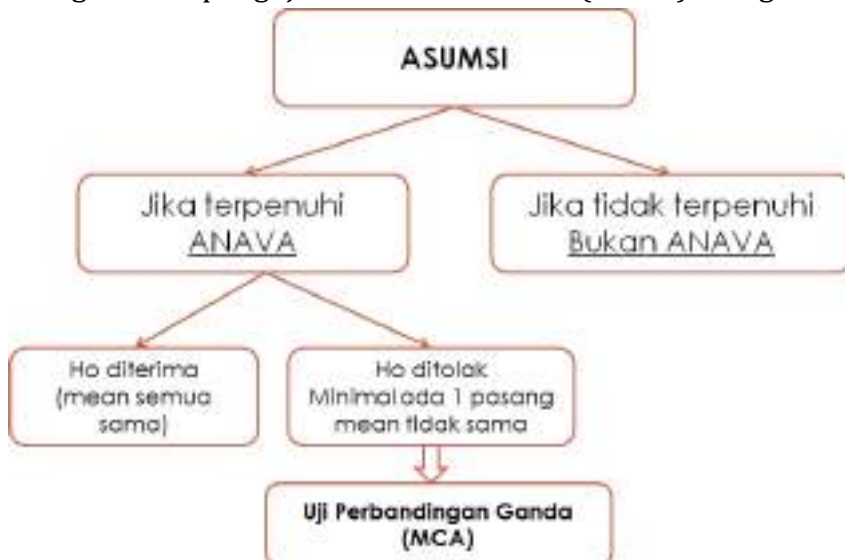 ASUMSI
Jika terpenuhi
ANAVA
Jika tidak terpenuhi
Bukan ANAVA
Ho diterima
(mean semua
sama)
Ho ditolak
Minimal ada 1 pasang
mean tidak sama
Uji Perbandingan Ganda
(MCA)